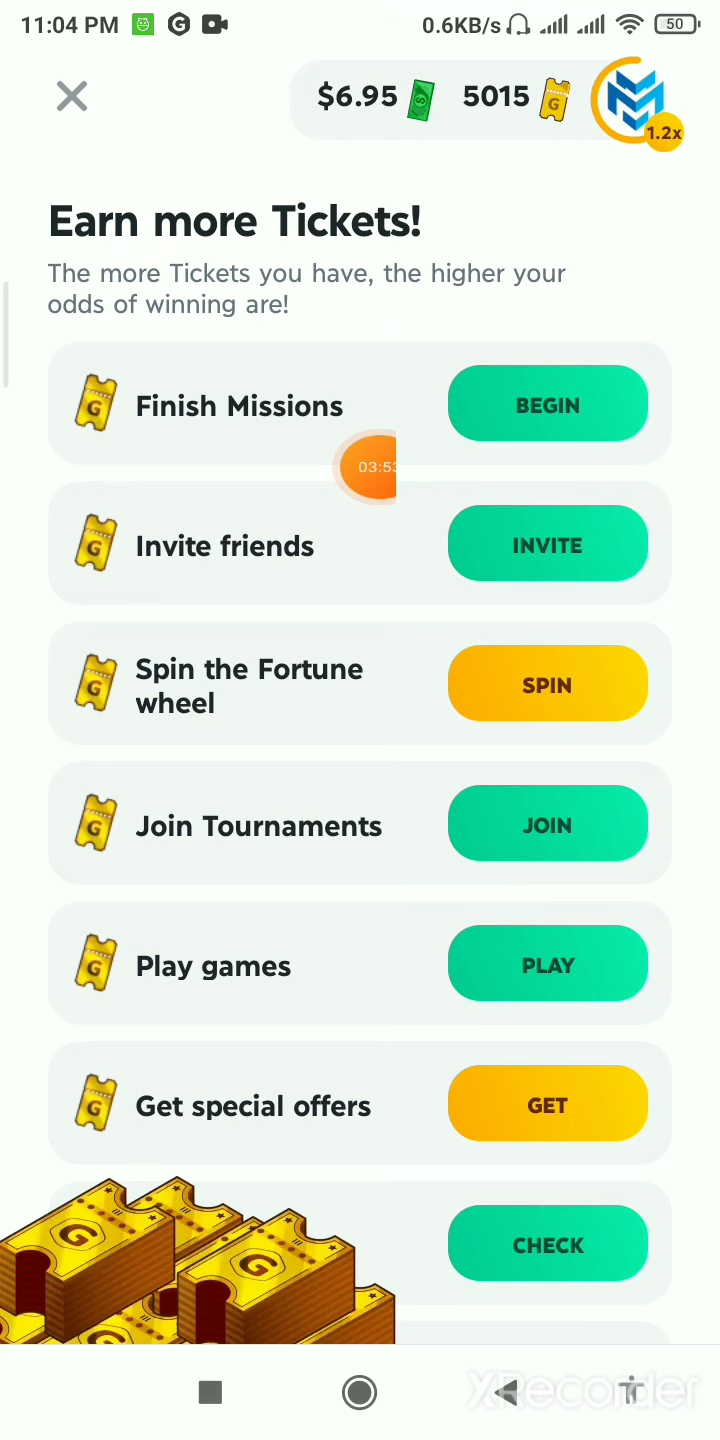 11:04 PM
0.6KB/s
50
$6.95
5015
1.2x
Earn more Tickets!
The more Tickets you have, the higher your
odds of winning are!
Finish Missions
BEGIN
03:53
Invite friends
INVITE
Spin the Fortune
wheel
SPIN
Join Tournaments
JOIN
Play games
PLAY
Get special offers
GET
CHECK
XRecorder